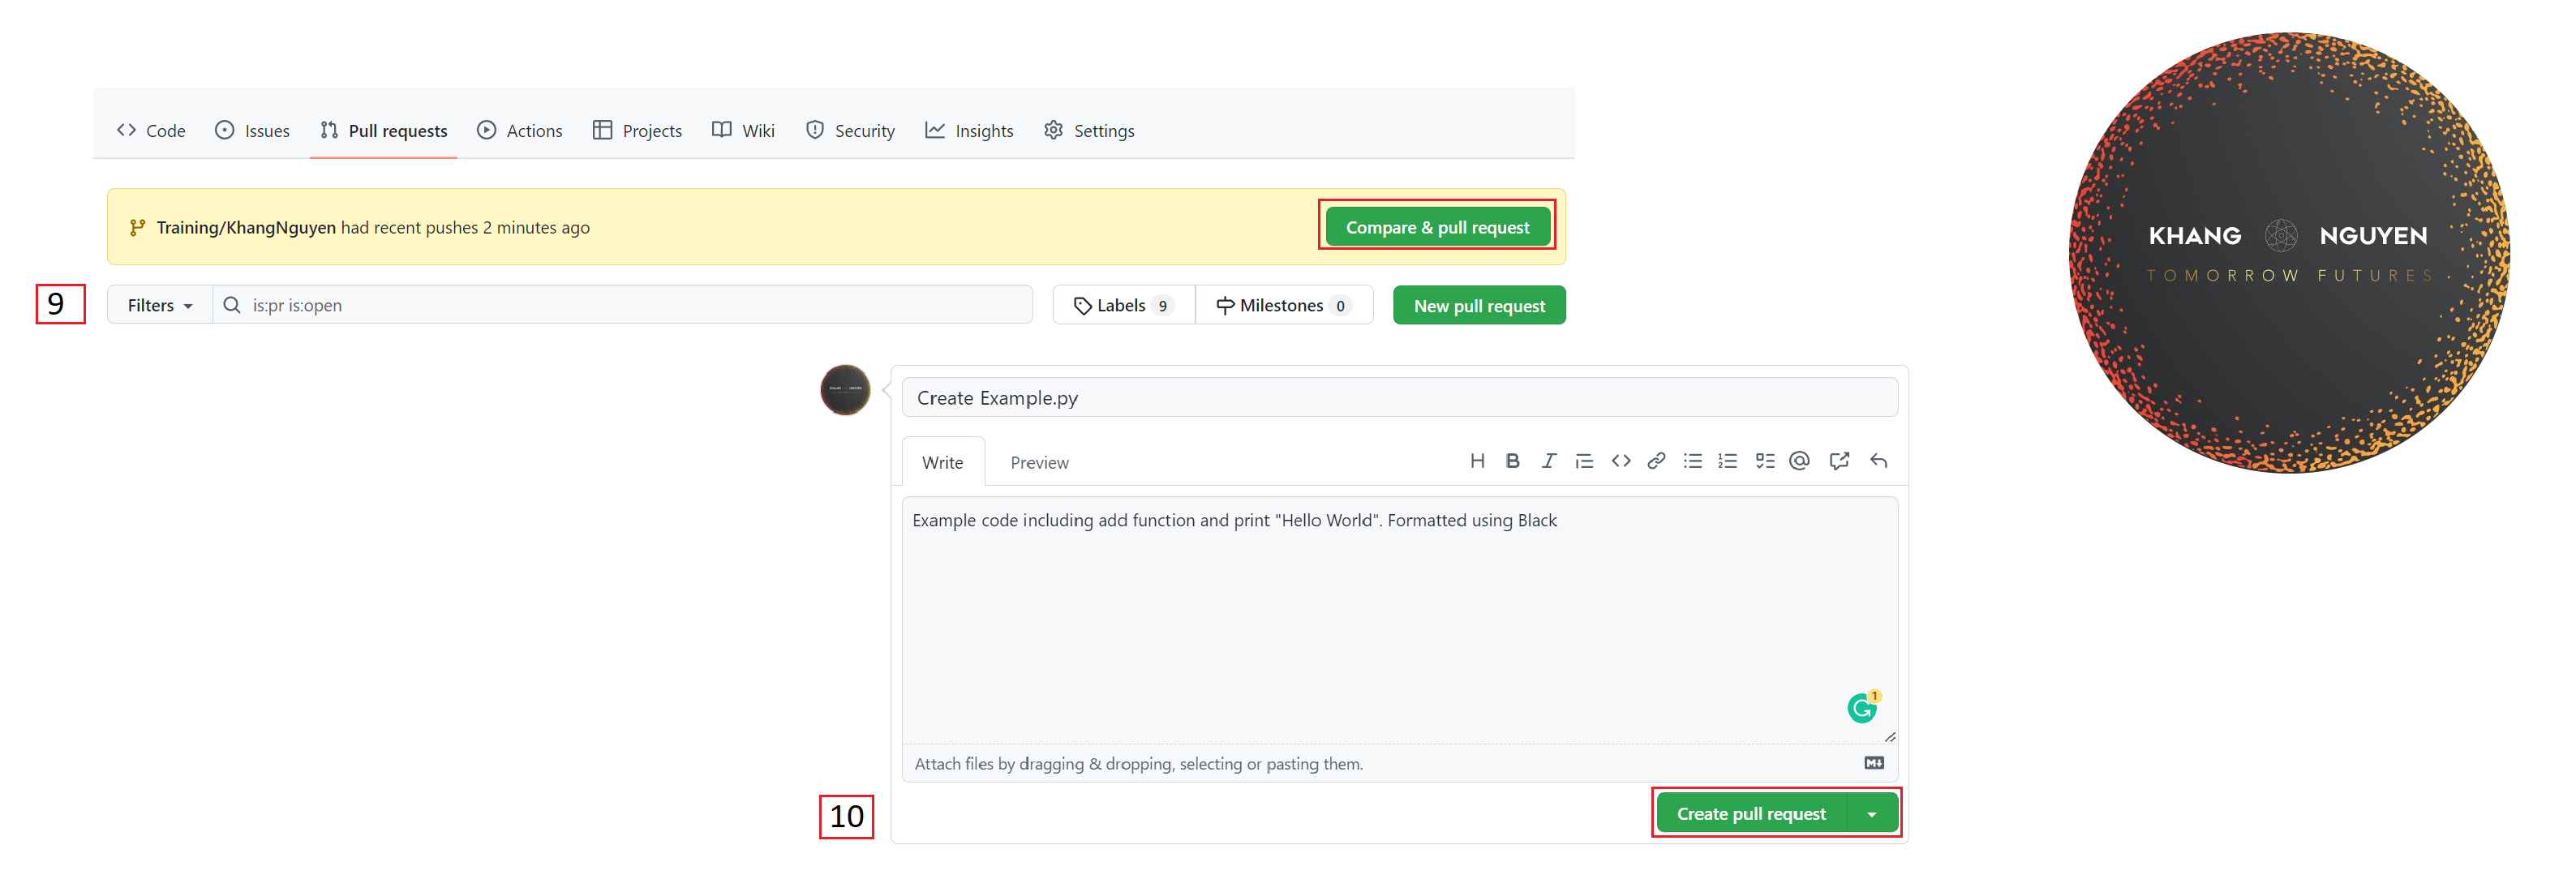 Code Issues Pull requests Actions Projects Wiki Security Insights Settings
Training/KhangNguyen had recent pushes 2 minutes ago Compare & pull request
9 Filters is:pr is:open Labels 9 Milestones 0 New pull request
KHANG NGUYEN
TOMORROW FUTURES
Create Example.py
Write Preview H B I @
Example code including add function and print "Hello World". Formatted using Black
1
Attach files by dragging & dropping, selecting or pasting them.
10 Create pull request